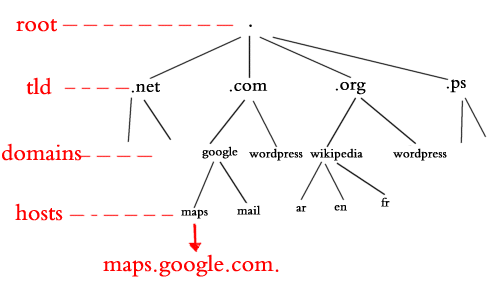 root .
tld .net .com .org .ps
domains google wordpress wikipedia wordpress
hosts maps mail ar en fr
maps.google.com.